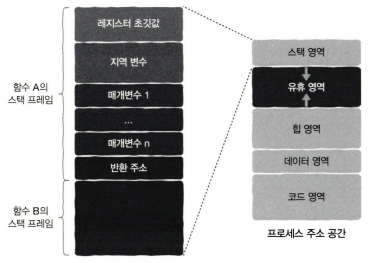 함수 A의
스택 프레임
함수 B의
스택 프레임
레지스터 초깃값
지역 변수
매개변수 1
...
매개변수 n
반환 주소
스택 영역
유휴 영역
힙 영역
데이터 영역
코드 영역
프로세스 주소 공간